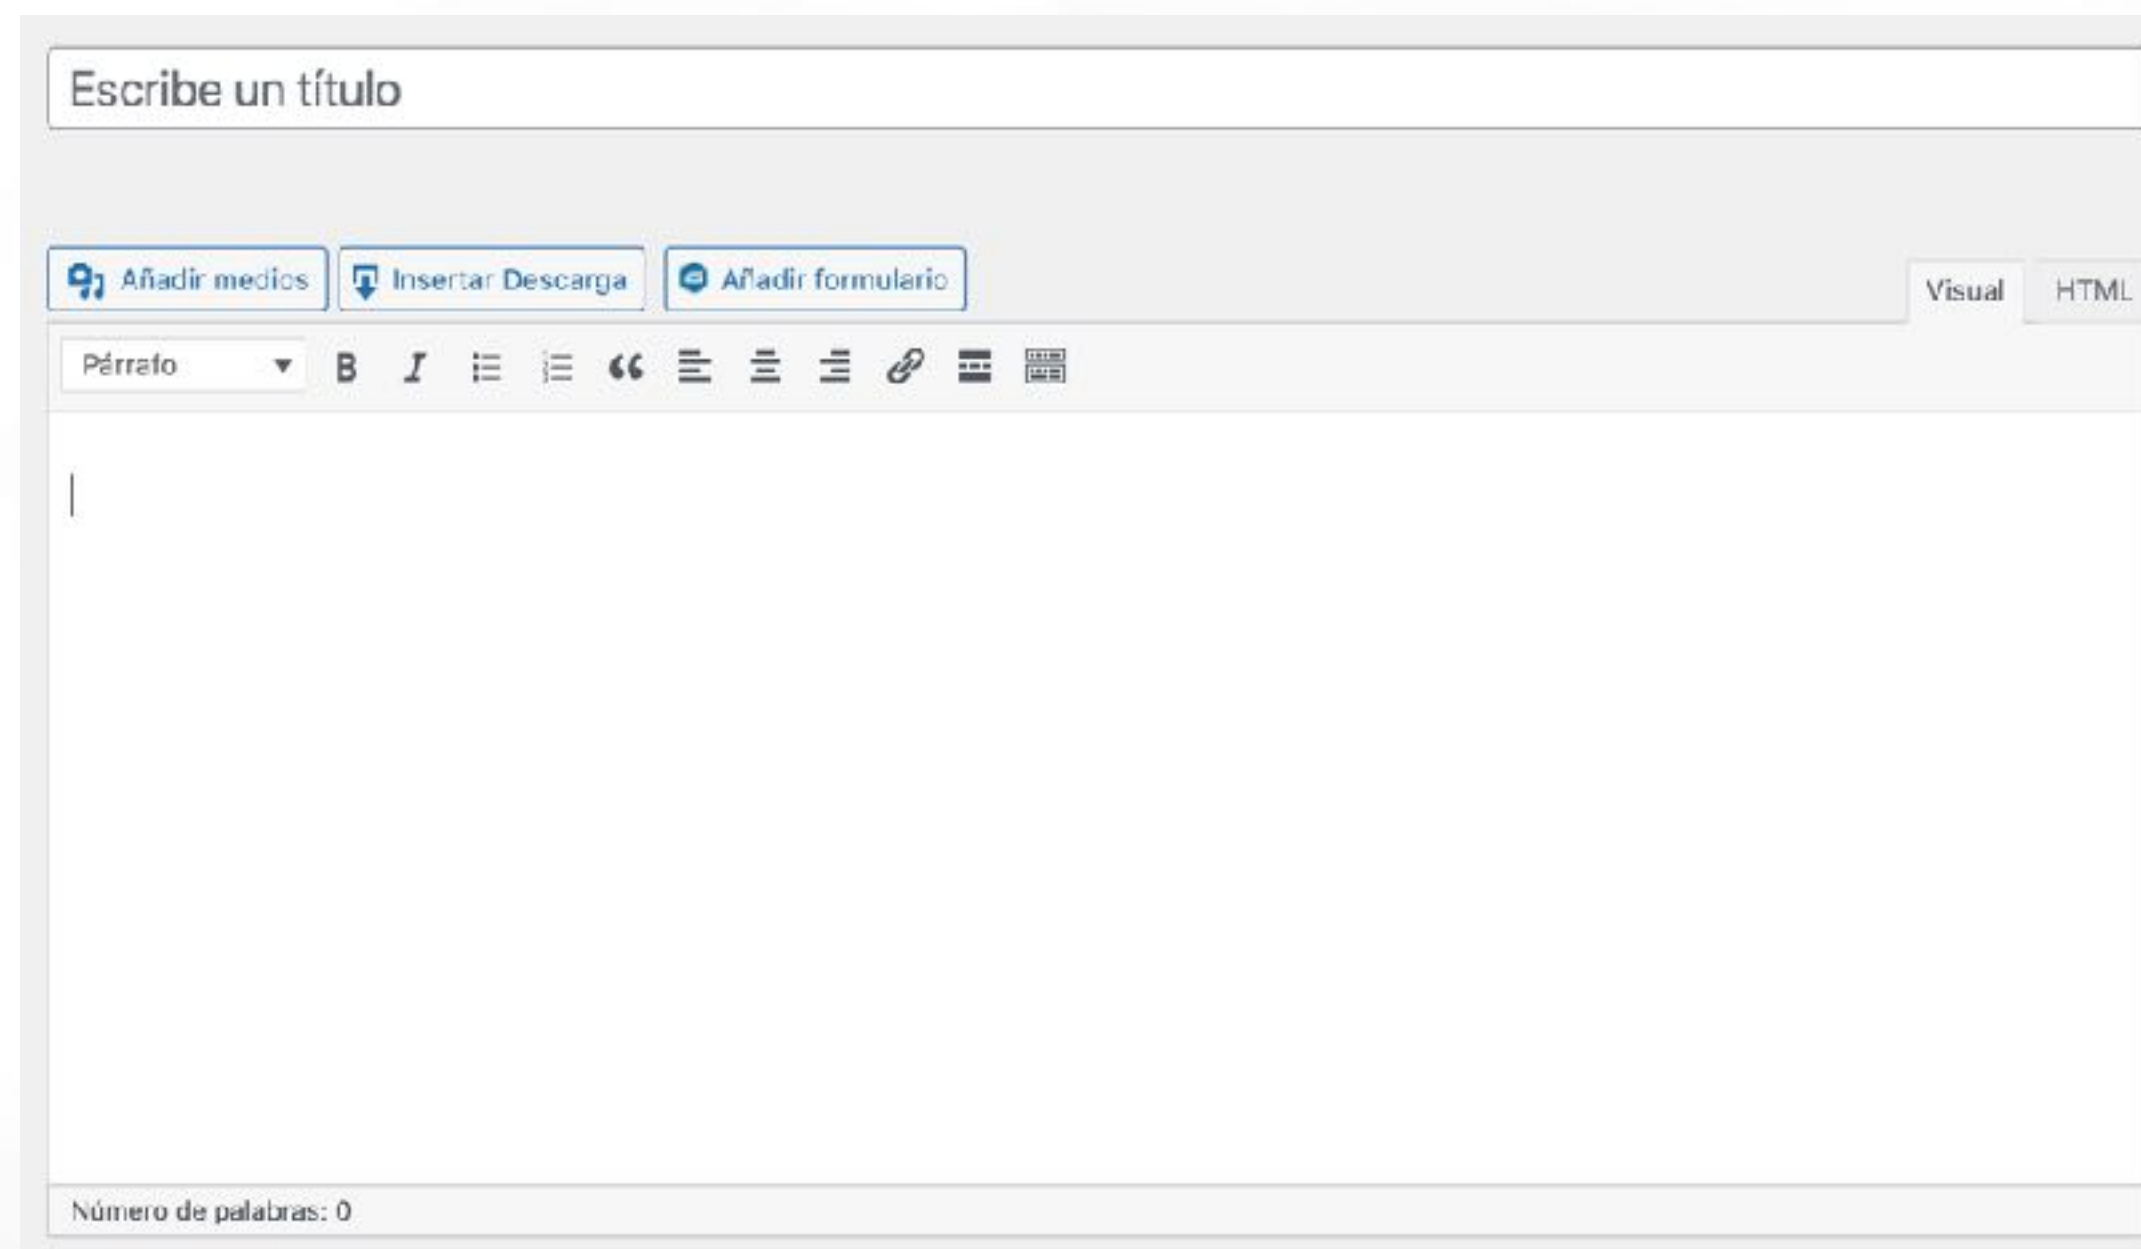 Escribe un título
Añadir medios Insertar Descarga Añadir formulario
Visual HTML
Párrafo
Número de palabras: 0